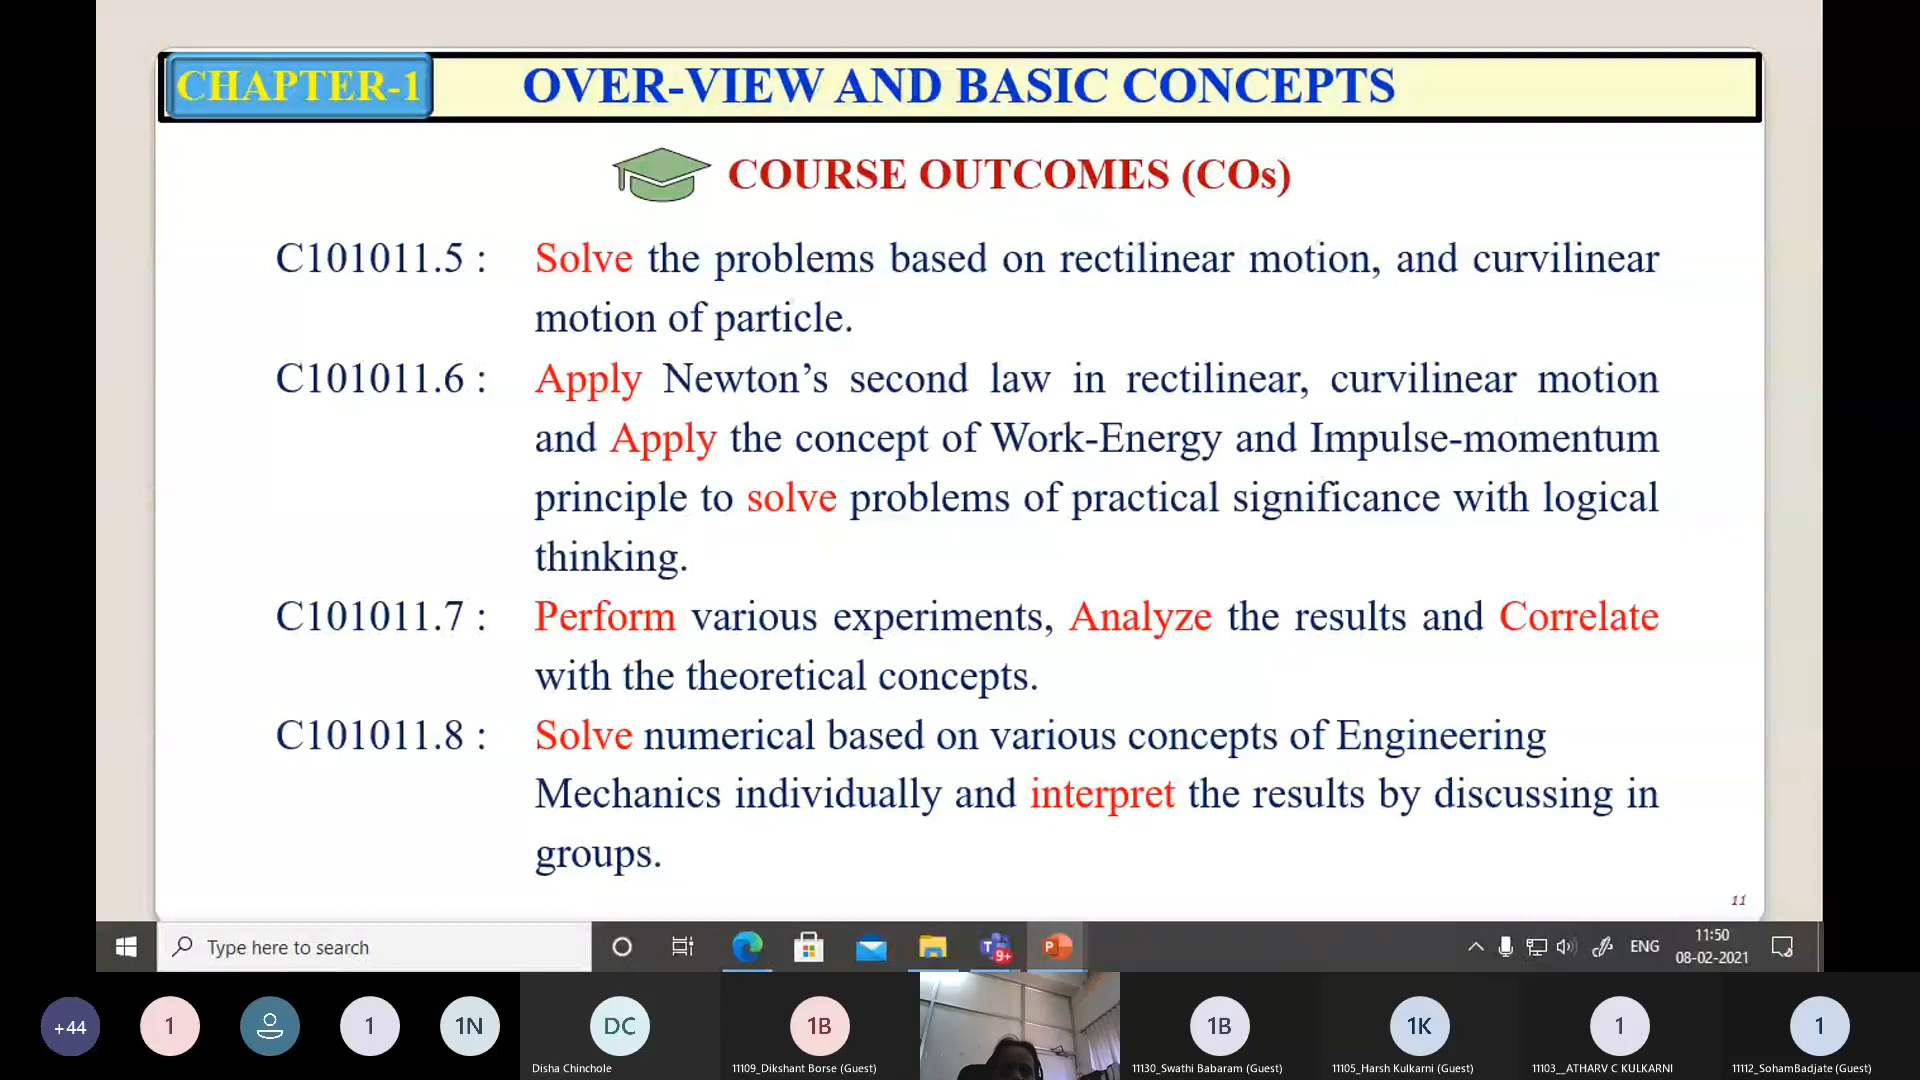 CHAPTER-1 OVER-VIEW AND BASIC CONCEPTS
COURSE OUTCOMES (COs)
C101011.5 : Solve the problems based on rectilinear motion, and curvilinear
motion of particle.
C101011.6 : Apply Newton’s second law in rectilinear, curvilinear motion
and Apply the concept of Work-Energy and Impulse-momentum
principle to solve problems of practical significance with logical
thinking.
C101011.7 : Perform various experiments, Analyze the results and Correlate
with the theoretical concepts.
C101011.8 : Solve numerical based on various concepts of Engineering
Mechanics individually and interpret the results by discussing in
groups.
11
Type here to search
T 9+
P
ENG
11:50
08-02-2021
+44
1
1
1N
DC
1B
1B
1K
1
1
Disha Chinchole
11109_Dikshant Borse (Guest)
11130_Swathi Babaram (Guest)
11105_Harsh Kulkarni (Guest)
11103__ATHARV C KULKARNI
11112_SohamBadjate (Guest)